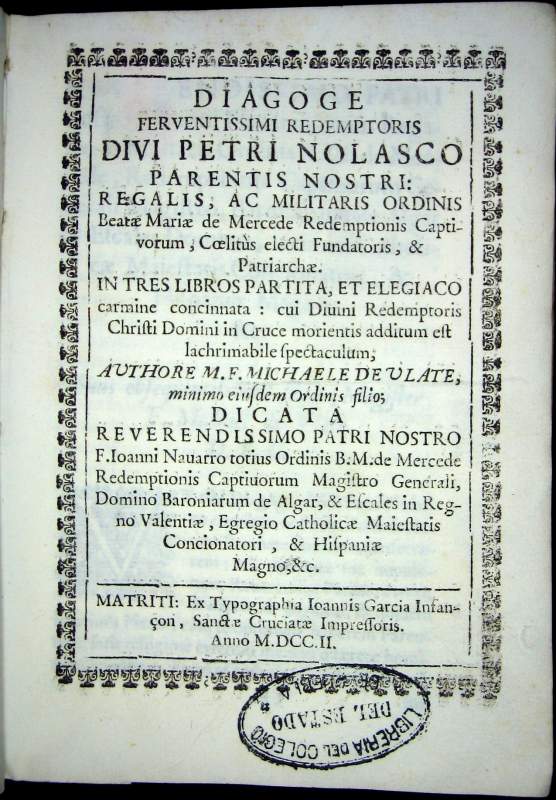 DIAGOGE
FERVENTISSIMI REDEMPTORIS
DIVI PETRI NOLASCO
PARENTIS NOSTRI:
REGALIS, AC MILITARIS ORDINIS
Beatæ Mariæ de Mercede Redemptionis Capti-
vorum, Cœlitùs electi Fundatoris, &
Patriarchæ.
IN TRES LIBROS PARTITA, ET ELEGIACO
carmine concinnata: cui Diuini Redemptoris
Christi Domini in Cruce morientis additum est
lachrimabile spectaculum,
AUTHORE M. F. MICHAELE DE ULATE,
minimo eiusdem Ordinis filio;
DICATA
REVERENDISSIMO PATRI NOSTRO
F. Ioanni Nauarro totius Ordinis B.M. de Mercede
Redemptionis Captiuorum Magistro Generali,
Domino Baroniarum de Algar, & Escales in Reg-
no Valentiæ, Egregio Catholicæ Maiestatis
Concionatori, & Hispaniæ
Magno, &c.
MATRITI: Ex Typographia Ioannis Garcia Infan-
çon, Sanctæ Cruciatæ Impressoris.
Anno M.DCC.II.
LIBRERIA DEL COLEGIO
DEL ESTADO